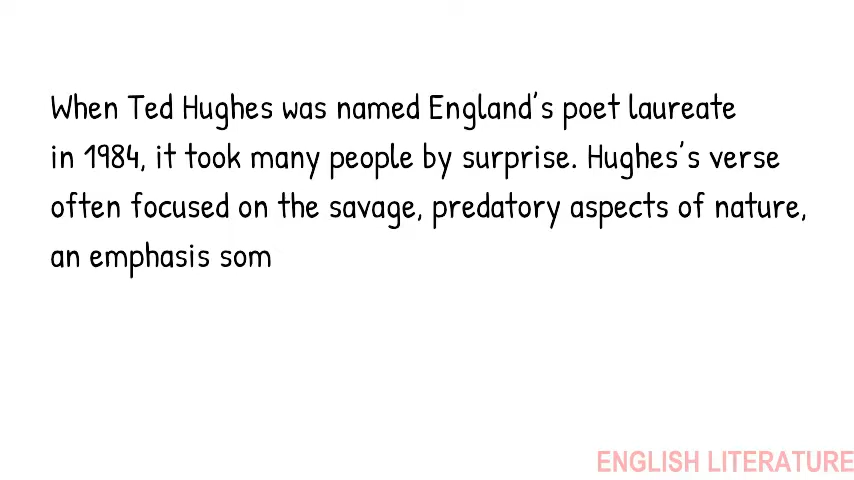 When Ted Hughes was named England's poet laureate
in 1984, it took many people by surprise. Hughes's verse
often focused on the savage, predatory aspects of nature,
an emphasis som
ENGLISH LITERATURE